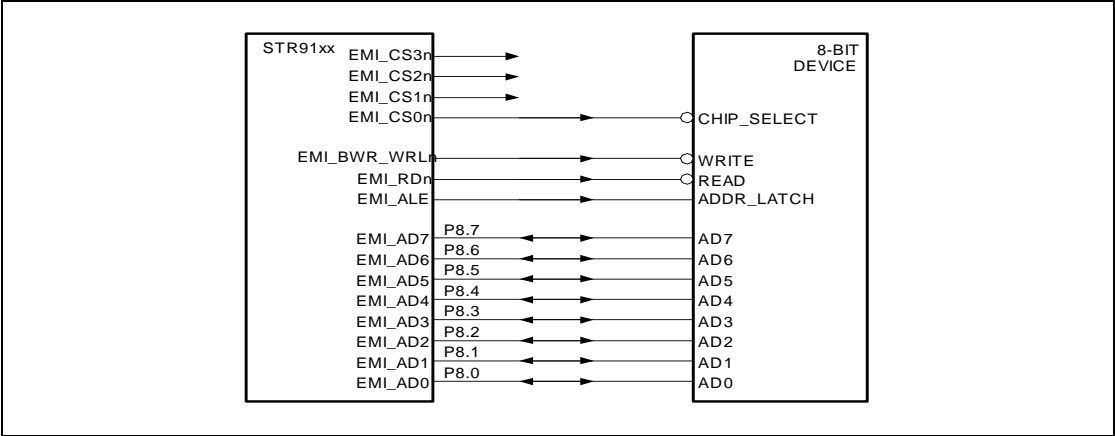 STR91xx
EMI_CS3n
EMI_CS2n
EMI_CS1n
EMI_CS0n
EMI_BWR_WRLn
EMI_RDn
EMI_ALE
EMI_AD7
EMI_AD6
EMI_AD5
EMI_AD4
EMI_AD3
EMI_AD2
EMI_AD1
EMI_AD0
P8.7
P8.6
P8.5
P8.4
P8.3
P8.2
P8.1
P8.0
8-BIT
DEVICE
CHIP_SELECT
WRITE
READ
ADDR_LATCH
AD7
AD6
AD5
AD4
AD3
AD2
AD1
AD0